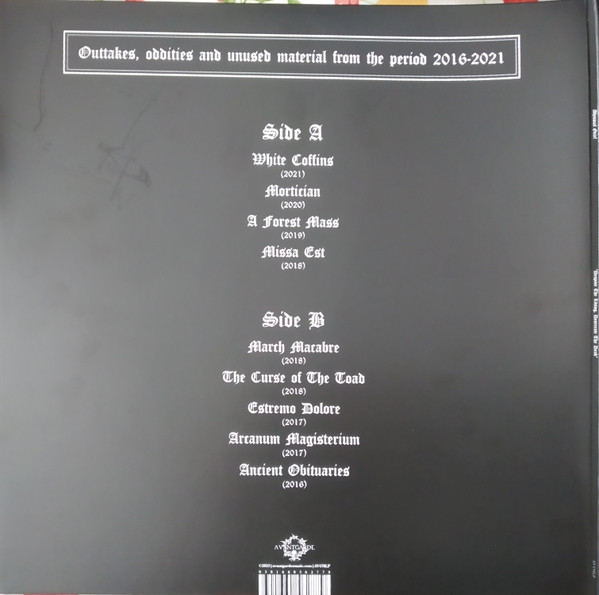 Outtakes, oddities and unused material from the period 2016-2021
Side A
White Coffins
(2021)
Mortician
(2020)
A Forest Mass
(2019)
Missa Est
(2018)
Side B
March Macabre
(2018)
The Curse of The Toad
(2018)
Estremo Dolore
(2017)
Arcanum Magisterium
(2017)
Ancient Obituaries
(2016)
AVANTGARDE